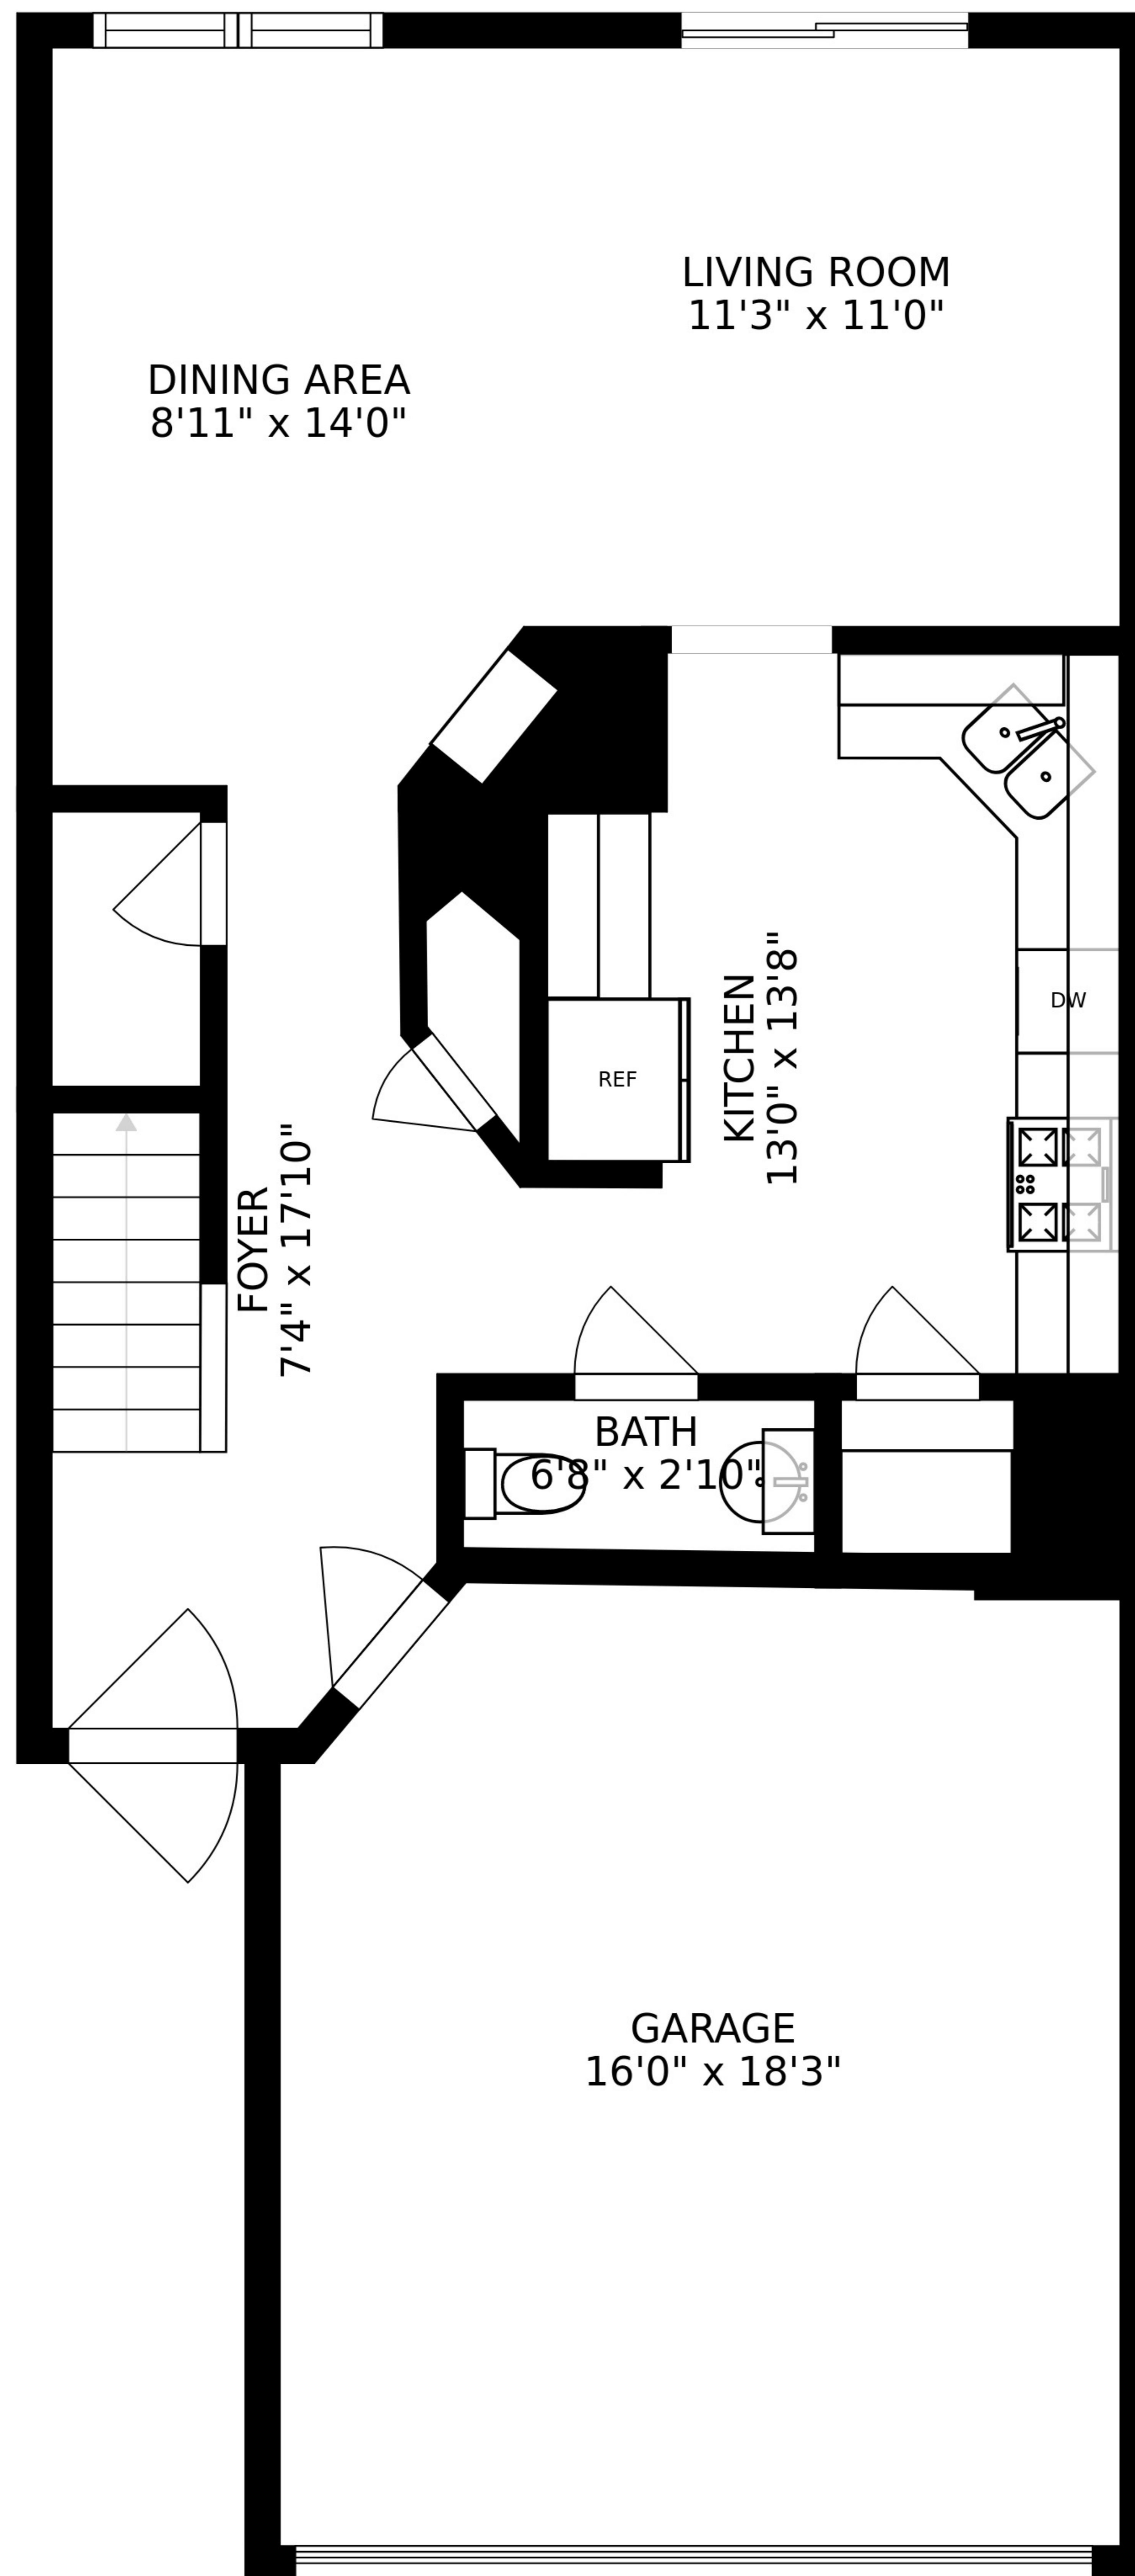 LIVING ROOM
11'3" x 11'0"
DINING AREA
8'11" x 14'0"
KITCHEN
13'0" x 13'8"
DW
REF
FOYER
7'4" x 17'10"
BATH
6'8" x 2'10"
GARAGE
16'0" x 18'3"